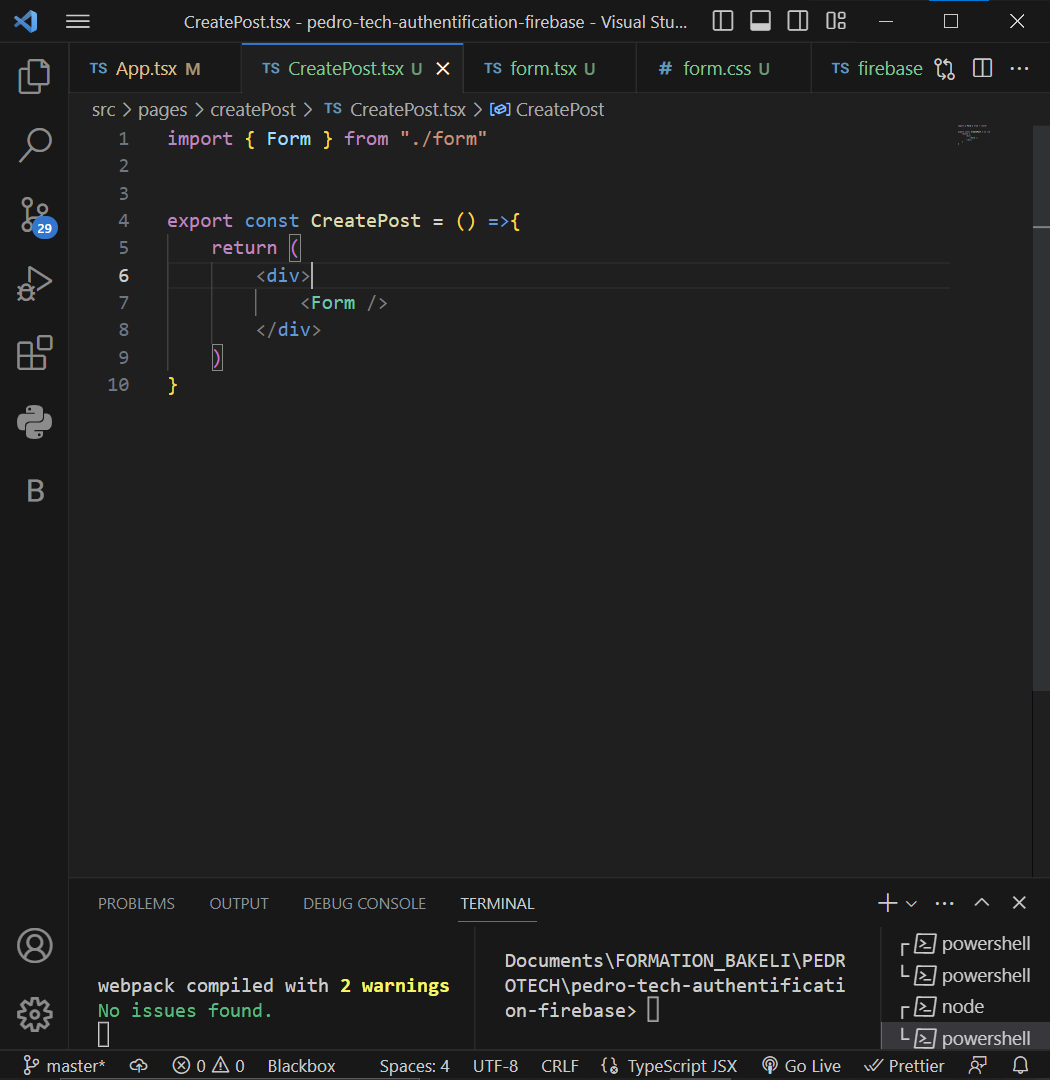 CreatePost.tsx - pedro-tech-authentification-firebase - Visual Stu...
TS App.tsx M
TS CreatePost.tsx U
TS form.tsx U
# form.css U
TS firebase
src > pages > createPost > TS CreatePost.tsx > CreatePost
1 import { Form } from "./form"
2
3
4 export const CreatePost = () =>{
5 return (
6 <div>
7 <Form />
8 </div>
9 )
10 }
29
B
PROBLEMS OUTPUT DEBUG CONSOLE TERMINAL
webpack compiled with 2 warnings
No issues found.
Documents\FORMATION_BAKELI\PEDR
OTECH\pedro-tech-authentificati
on-firebase>
powershell
powershell
node
powershell
master* 0 0 Blackbox Spaces: 4 UTF-8 CRLF TypeScript JSX Go Live Prettier